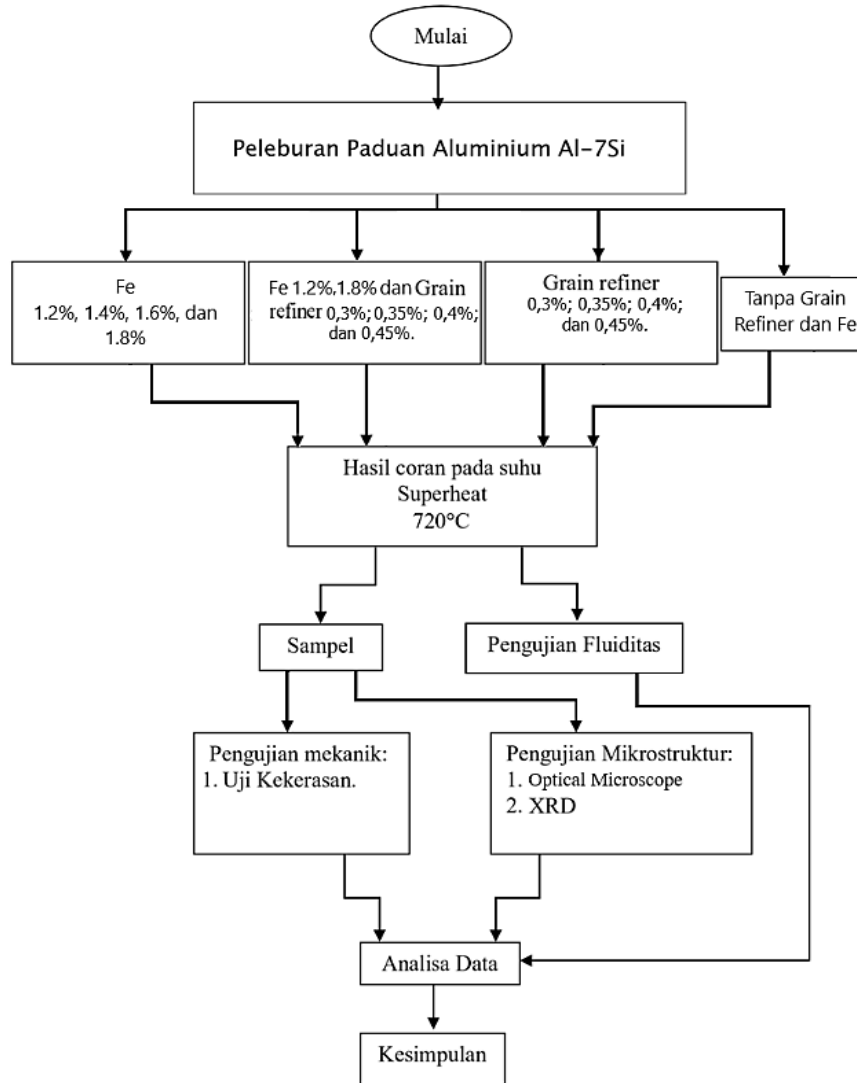 Mulai
Peleburan Paduan Aluminium Al-7Si
Fe
1.2%, 1.4%, 1.6%, dan
1.8%
Fe 1.2%,1.8% dan Grain
refiner 0,3%; 0,35%; 0,4%;
dan 0,45%.
Grain refiner
0,3%; 0,35%; 0,4%;
dan 0,45%.
Tanpa Grain
Refiner dan Fe
Hasil coran pada suhu
Superheat
720°C
Sampel
Pengujian Fluiditas
Pengujian mekanik:
1. Uji Kekerasan.
Pengujian Mikrostruktur:
1. Optical Microscope
2. XRD
Analisa Data
Kesimpulan